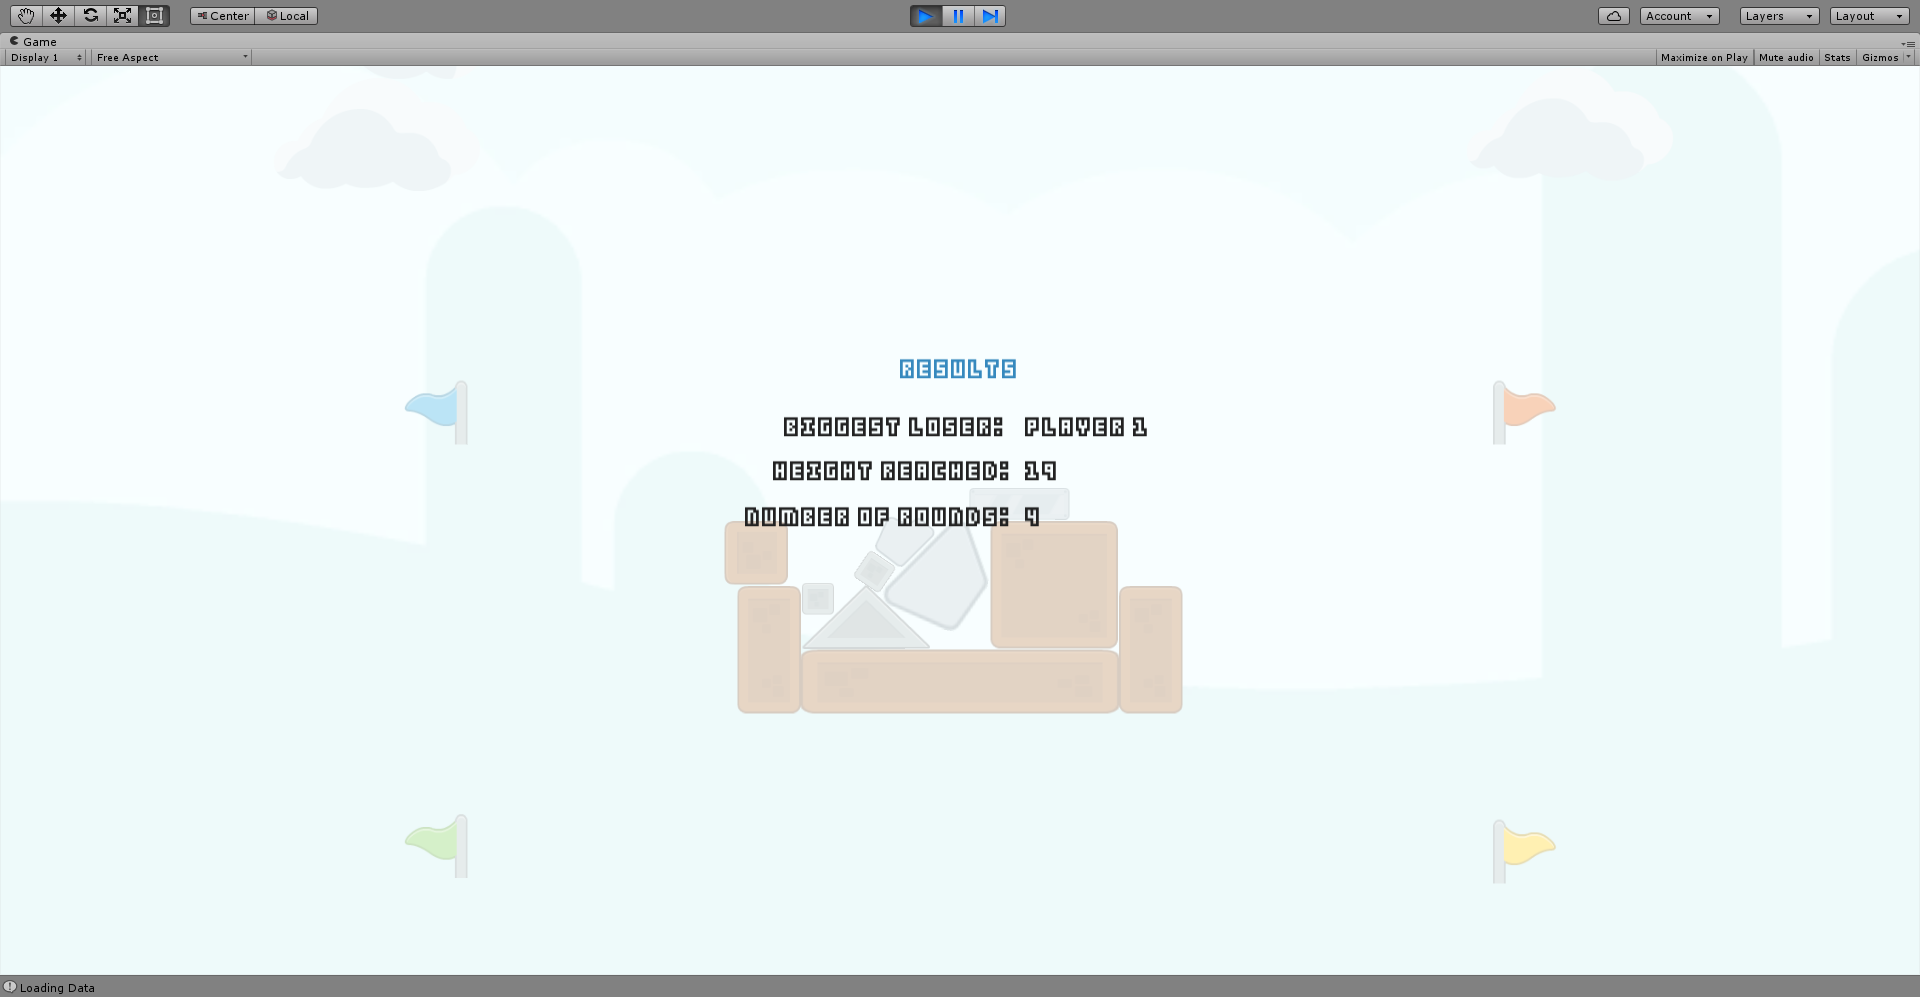 Center Local Account Layers Layout
Game
Display 1 Free Aspect Maximize on Play Mute audio Stats Gizmos
RESULTS
BIGGEST LOSER: PLAYER 1
HEIGHT REACHED: 19
NUMBER OF ROUNDS: 4
Loading Data